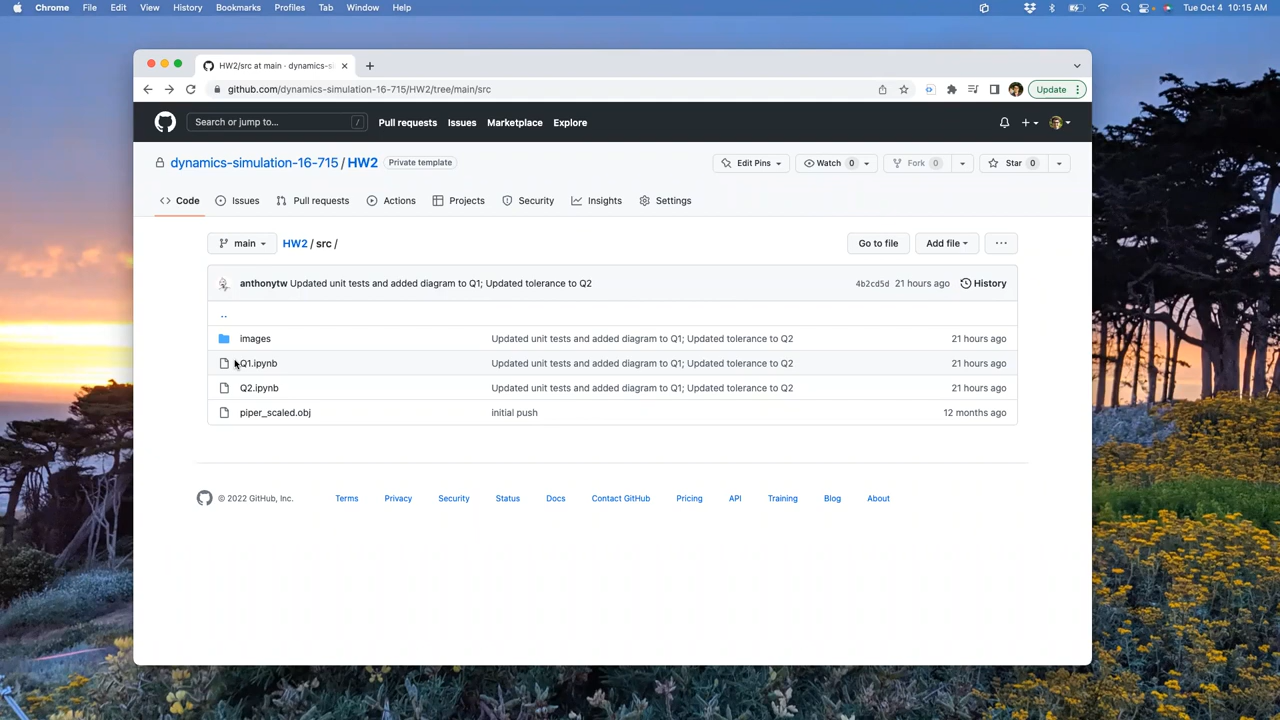 Chrome File Edit View History Bookmarks Profiles Tab Window Help Tue Oct 4 10:15 AM
HW2/src at main · dynamics-s
github.com/dynamics-simulation-16-715/HW2/tree/main/src Update
Search or jump to... / Pull requests Issues Marketplace Explore
dynamics-simulation-16-715 / HW2 Private template Edit Pins Watch 0 Fork 0 Star 0
Code Issues Pull requests Actions Projects Security Insights Settings
main HW2 / src / Go to file Add file ...
anthonytw Updated unit tests and added diagram to Q1; Updated tolerance to Q2 4b2cd5d 21 hours ago History
..
images Updated unit tests and added diagram to Q1; Updated tolerance to Q2 21 hours ago
Q1.ipynb Updated unit tests and added diagram to Q1; Updated tolerance to Q2 21 hours ago
Q2.ipynb Updated unit tests and added diagram to Q1; Updated tolerance to Q2 21 hours ago
piper_scaled.obj initial push 12 months ago
© 2022 GitHub, Inc. Terms Privacy Security Status Docs Contact GitHub Pricing API Training Blog About